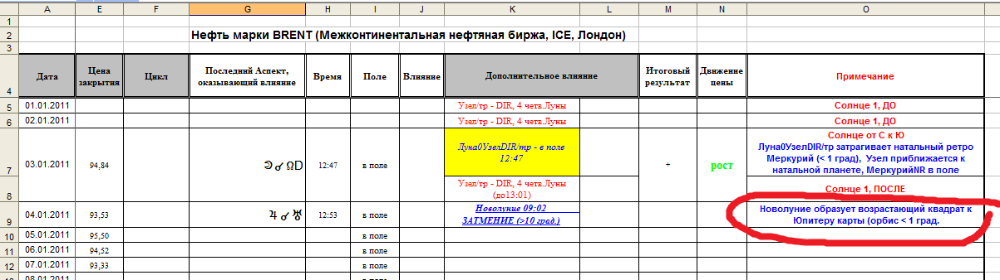 A E F G H I J K L M N O
1
2 Нефть марки BRENT (Межконтинентальная нефтяная биржа, ICE, Лондон)
3
4 Дата Цена закрытия Цикл Последний Аспект, оказывающий влияние Время Поле Влияние Дополнительное влияние Итоговый результат Движение цены Примечание
5 01.01.2011 Узел/тр - DIR, 4 четв.Луны Солнце 1, ДО
6 02.01.2011 Узел/тр - DIR, 4 четв.Луны Солнце 1, ДО
Солнце от С к Ю
7 03.01.2011 94,84 ☽ ☌ ☊D 12:47 в поле Луна0УзелDIR/тр - в поле 12:47 + рост Луна0УзелDIR/тр затрагивает натальный ретро
Меркурий (< 1 град), Узел приближается к
натальной планете, МеркурийNR в поле
8 Узел/тр - DIR, 4 четв.Луны (до13:01) Солнце 1, ПОСЛЕ
9 04.01.2011 93,53 ♃ ☌ ♅ 12:53 в поле Новолуние 09:02 ЗАТМЕНИЕ (>10 град.) Новолуние образует возрастающий квадрат к
Юпитеру карты (орбис < 1 град.
10 05.01.2011 95,50 в поле
11 06.01.2011 94,52 в поле
12 07.01.2011 93,33 в поле
08.01.2011